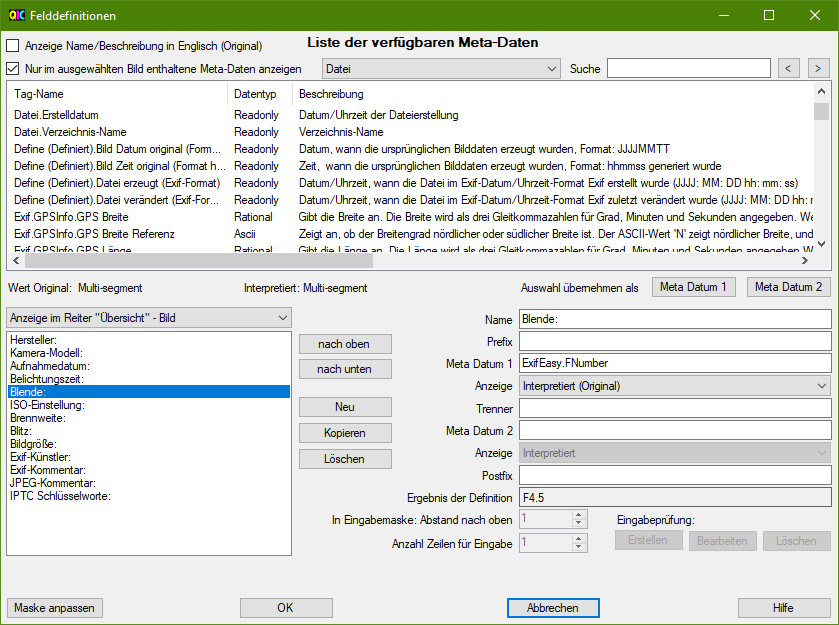 QIC Felddefinitionen
Anzeige Name/Beschreibung in Englisch (Original)
Liste der verfügbaren Meta-Daten
Nur im ausgewählten Bild enthaltene Meta-Daten anzeigen
Datei
Suche
<
>
Tag-Name Datentyp Beschreibung
Datei.Erstelldatum Readonly Datum/Uhrzeit der Dateierstellung
Datei.Verzeichnis-Name Readonly Verzeichnis-Name
Define (Definiert).Bild Datum original (Form... Readonly Datum, wann die ursprünglichen Bilddaten erzeugt wurden, Format: JJJJMMTT
Define (Definiert).Bild Zeit original (Format h... Readonly Zeit, wann die ursprünglichen Bilddaten erzeugt wurden, Format: hhmmss generiert wurde
Define (Definiert).Datei erzeugt (Exif-Format) Readonly Datum/Uhrzeit, wann die Datei im Exif-Datum/Uhrzeit-Format Exif erstellt wurde (JJJJ: MM: DD hh: mm: ss)
Define (Definiert).Datei verändert (Exif-For... Readonly Datum/Uhrzeit, wann die Datei im Exif-Datum/Uhrzeit-Format Exif zuletzt verändert wurde (JJJJ: MM: DD hh:
Exif.GPSInfo.GPS Breite Rational Gibt die Breite an. Die Breite wird als drei Gleitkommazahlen für Grad, Minuten und Sekunden angegeben. We
Exif.GPSInfo.GPS Breite Referenz Ascii Zeigt an, ob der Breitengrad nördlicher oder südlicher Breite ist. Der ASCII-Wert 'N' zeigt nördlicher Breite, und
Exif.GPSInfo.GPS Länge Rational Gibt die Länge an. Die Länge wird als drei Gleitkommazahlen für Grad, Minuten und Sekunden angegeben. W
Wert Original: Multi-segment
Interpretiert: Multi-segment
Auswahl übernehmen als
Meta Datum 1
Meta Datum 2
Anzeige im Reiter "Übersicht" - Bild
Hersteller:
Kamera-Modell:
Aufnahmedatum:
Belichtungszeit:
Blende:
ISO-Einstellung:
Brennweite:
Blitz:
Bildgröße:
Exif-Künstler:
Exif-Kommentar:
JPEG-Kommentar:
IPTC Schlüsselworte:
nach oben
nach unten
Neu
Kopieren
Löschen
Name Blende:
Prefix
Meta Datum 1 ExifEasy.FNumber
Anzeige Interpretiert (Original)
Trenner
Meta Datum 2
Anzeige Interpretiert
Postfix
Ergebnis der Definition F4.5
In Eingabemaske: Abstand nach oben 1
Anzahl Zeilen für Eingabe 1
Eingabeprüfung:
Erstellen
Bearbeiten
Löschen
Maske anpassen
OK
Abbrechen
Hilfe